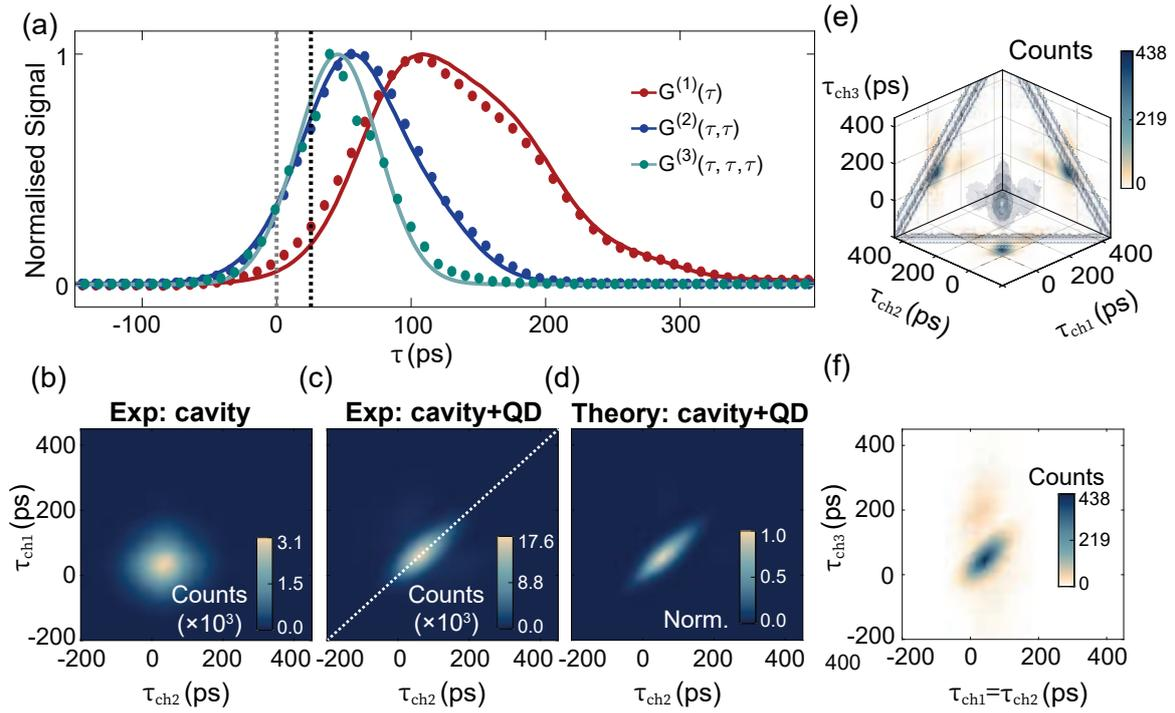 (a)
Normalised Signal
1
0
-100
0
100
200
300
τ (ps)
G(1)(τ)
G(2)(τ,τ)
G(3)(τ, τ, τ)
(e)
Counts
τch3 (ps)
400
200
0
438
219
0
400
200
0
τch2 (ps)
400
200
0
τch1 (ps)
(b)
Exp: cavity
τch1 (ps)
400
200
0
-200
3.1
1.5
0.0
Counts
(×10³)
-200 0 200 400
τch2 (ps)
(c)
Exp: cavity+QD
17.6
8.8
0.0
Counts
(×10³)
-200 0 200 400
τch2 (ps)
(d)
Theory: cavity+QD
1.0
0.5
0.0
Norm.
-200 0 200 400
τch2 (ps)
(f)
τch3 (ps)
400
200
0
-200
Counts
438
219
0
-200 0 200 400
τch1=τch2 (ps)